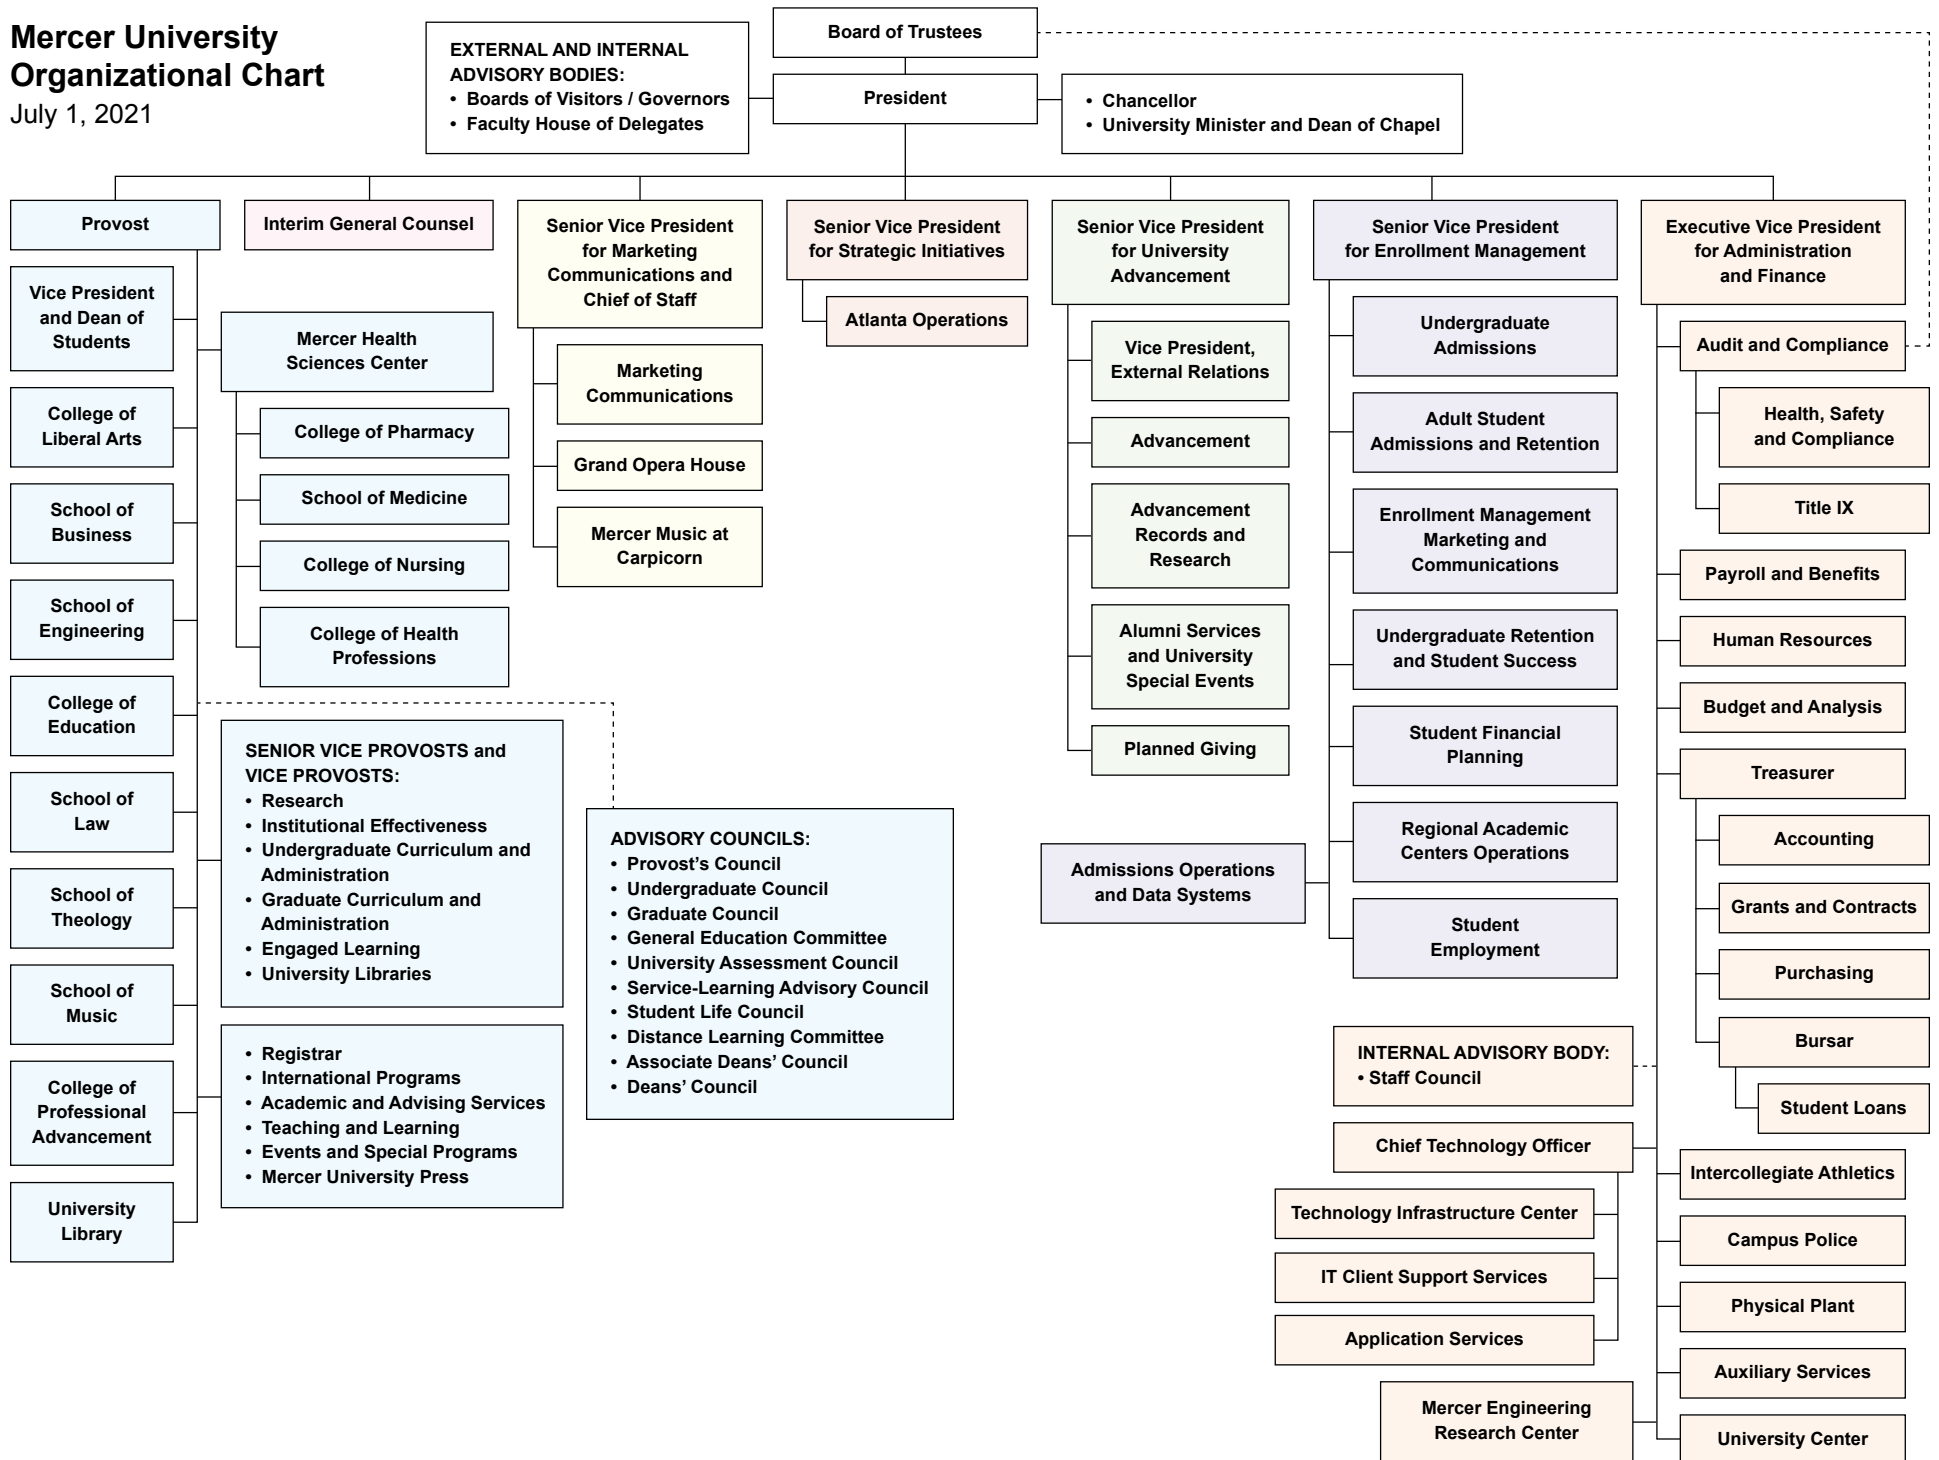 Mercer University
Organizational Chart
July 1, 2021
EXTERNAL AND INTERNAL
ADVISORY BODIES:
• Boards of Visitors / Governors
• Faculty House of Delegates
Board of Trustees
President
• Chancellor
• University Minister and Dean of Chapel
Provost
Vice President
and Dean of
Students
College of
Liberal Arts
School of
Business
School of
Engineering
College of
Education
School of
Law
School of
Theology
School of
Music
College of
Professional
Advancement
University
Library
Mercer Health
Sciences Center
College of Pharmacy
School of Medicine
College of Nursing
College of Health
Professions
SENIOR VICE PROVOSTS and
VICE PROVOSTS:
• Research
• Institutional Effectiveness
• Undergraduate Curriculum and
Administration
• Graduate Curriculum and
Administration
• Engaged Learning
• University Libraries
• Registrar
• International Programs
• Academic and Advising Services
• Teaching and Learning
• Events and Special Programs
• Mercer University Press
ADVISORY COUNCILS:
• Provost’s Council
• Undergraduate Council
• Graduate Council
• General Education Committee
• University Assessment Council
• Service-Learning Advisory Council
• Student Life Council
• Distance Learning Committee
• Associate Deans’ Council
• Deans’ Council
Interim General Counsel
Senior Vice President
for Marketing
Communications and
Chief of Staff
Marketing
Communications
Grand Opera House
Mercer Music at
Carpicorn
Senior Vice President
for Strategic Initiatives
Atlanta Operations
Senior Vice President
for University
Advancement
Vice President,
External Relations
Advancement
Advancement
Records and
Research
Alumni Services
and University
Special Events
Planned Giving
Senior Vice President
for Enrollment Management
Undergraduate
Admissions
Adult Student
Admissions and Retention
Enrollment Management
Marketing and
Communications
Undergraduate Retention
and Student Success
Student Financial
Planning
Regional Academic
Centers Operations
Admissions Operations
and Data Systems
Student
Employment
Executive Vice President
for Administration
and Finance
Audit and Compliance
Health, Safety
and Compliance
Title IX
Payroll and Benefits
Human Resources
Budget and Analysis
Treasurer
Accounting
Grants and Contracts
Purchasing
Bursar
Student Loans
INTERNAL ADVISORY BODY:
• Staff Council
Chief Technology Officer
Technology Infrastructure Center
IT Client Support Services
Application Services
Mercer Engineering
Research Center
Intercollegiate Athletics
Campus Police
Physical Plant
Auxiliary Services
University Center